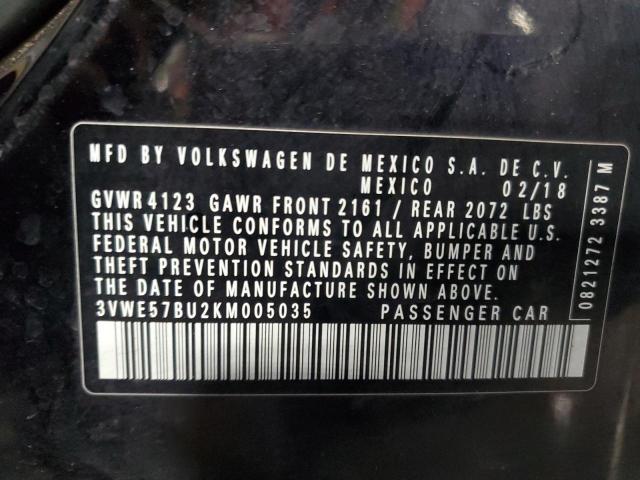 MFD BY VOLKSWAGEN DE MEXICO S.A. DE C.V.
MEXICO 02/18
GVWR 4123 GAWR FRONT 2161 / REAR 2072 LBS
THIS VEHICLE CONFORMS TO ALL APPLICABLE U.S.
FEDERAL MOTOR VEHICLE SAFETY, BUMPER AND
THEFT PREVENTION STANDARDS IN EFFECT ON
THE DATE OF MANUFACTURE SHOWN ABOVE.
3VWE57BU2KM005035 PASSENGER CAR
0821272 3387 M